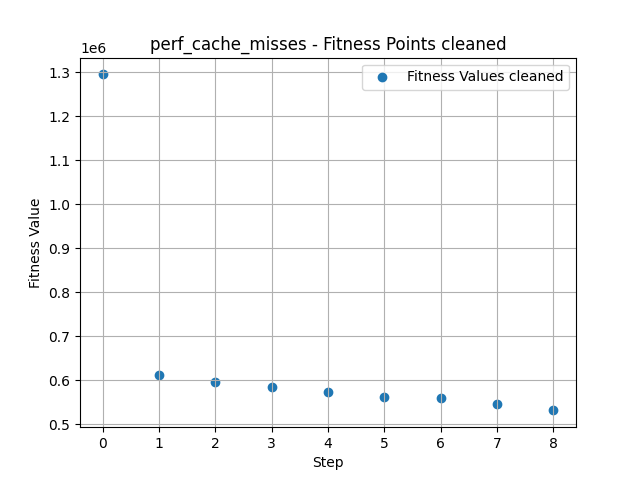 perf_cache_misses - Fitness Points cleaned
1e6
Fitness Values cleaned
1.3
1.2
1.1
1.0
0.9
0.8
0.7
0.6
0.5
Fitness Value
0 1 2 3 4 5 6 7 8
Step